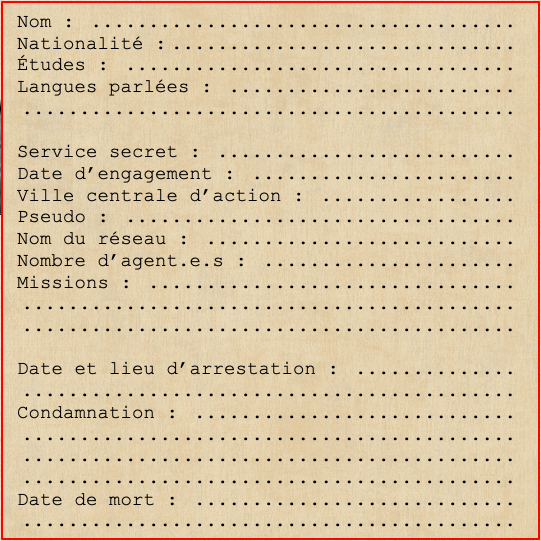 Nom : .....................................
Nationalité : ..............................
Études : ..................................
Langues parlées : .........................
...........................................

Service secret : ..........................
Date d’engagement : .......................
Ville centrale d’action : .................
Pseudo : ..................................
Nom du réseau : ...........................
Nombre d’agent.e.s : ......................
Missions : ................................
...........................................
...........................................

Date et lieu d’arrestation : ..............
...........................................
Condamnation : ............................
...........................................
...........................................
...........................................
Date de mort : ............................
...........................................